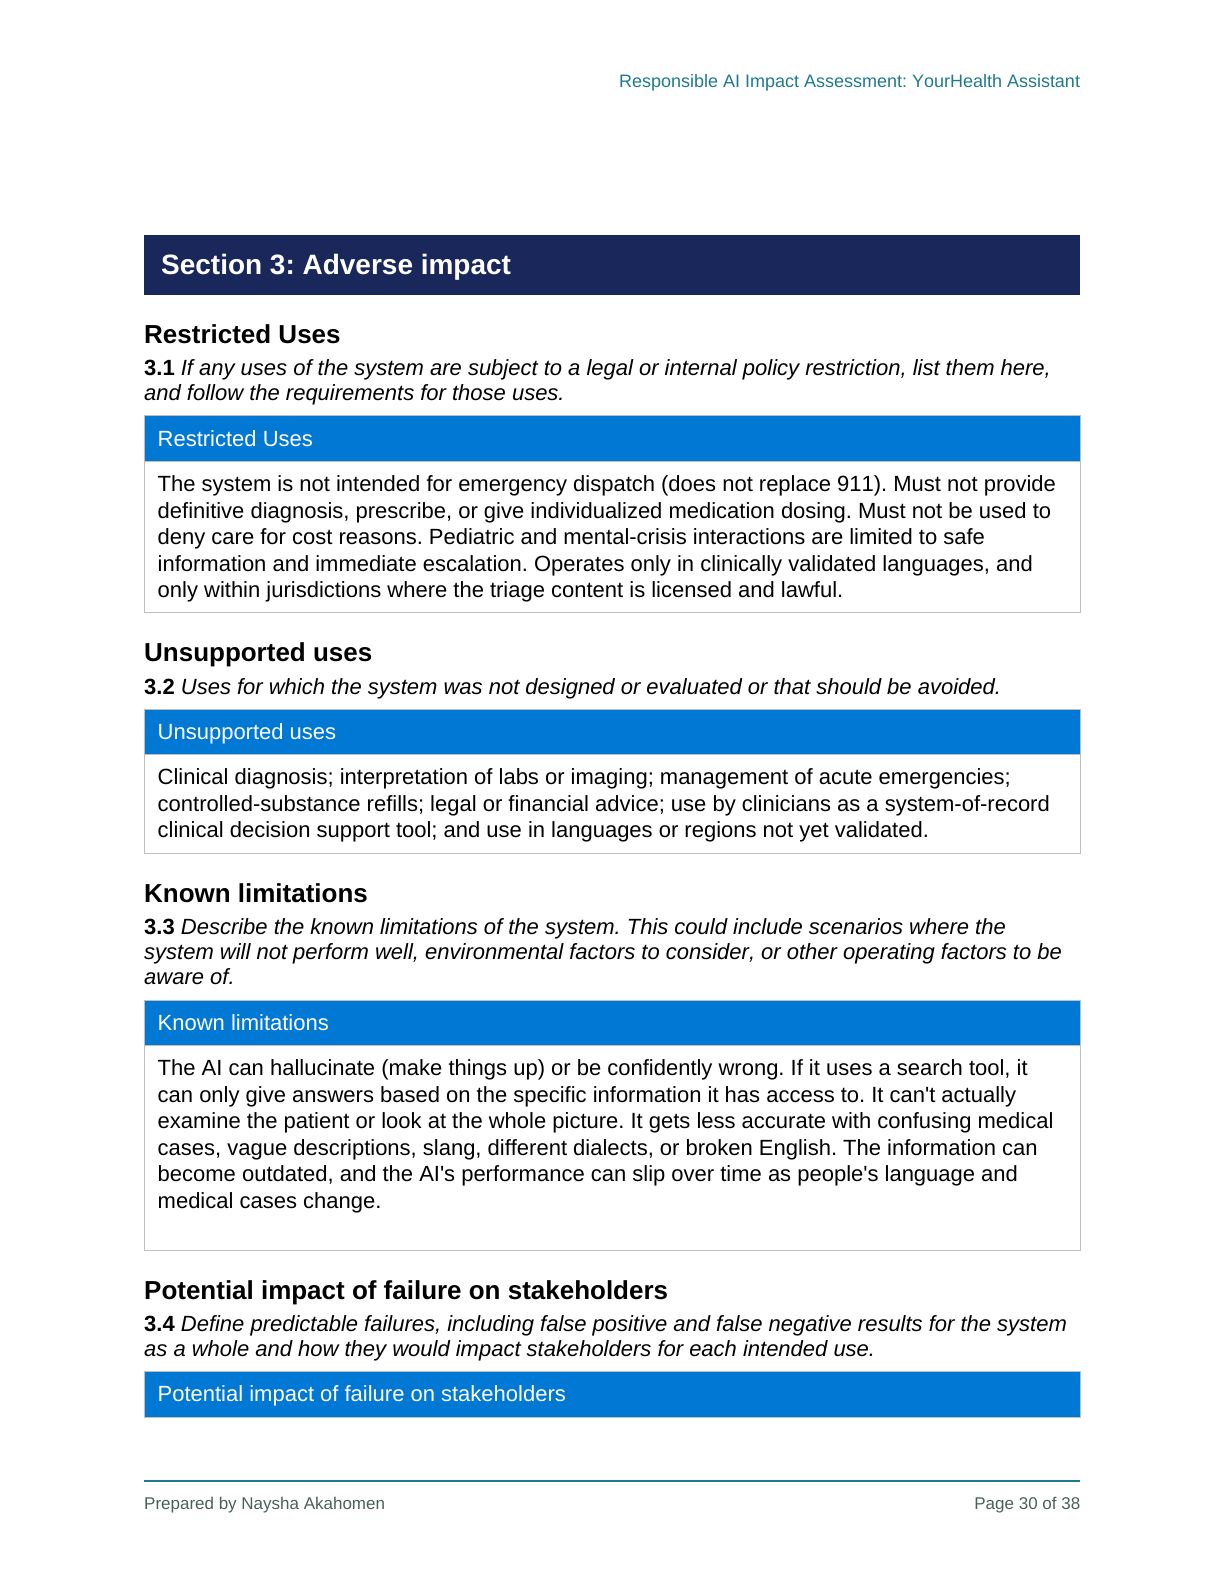 Responsible AI Impact Assessment: YourHealth Assistant
Section 3: Adverse impact
Restricted Uses
3.1 If any uses of the system are subject to a legal or internal policy restriction, list them here,
and follow the requirements for those uses.
Restricted Uses
The system is not intended for emergency dispatch (does not replace 911). Must not provide
definitive diagnosis, prescribe, or give individualized medication dosing. Must not be used to
deny care for cost reasons. Pediatric and mental-crisis interactions are limited to safe
information and immediate escalation. Operates only in clinically validated languages, and
only within jurisdictions where the triage content is licensed and lawful.
Unsupported uses
3.2 Uses for which the system was not designed or evaluated or that should be avoided.
Unsupported uses
Clinical diagnosis; interpretation of labs or imaging; management of acute emergencies;
controlled-substance refills; legal or financial advice; use by clinicians as a system-of-record
clinical decision support tool; and use in languages or regions not yet validated.
Known limitations
3.3 Describe the known limitations of the system. This could include scenarios where the
system will not perform well, environmental factors to consider, or other operating factors to be
aware of.
Known limitations
The AI can hallucinate (make things up) or be confidently wrong. If it uses a search tool, it
can only give answers based on the specific information it has access to. It can't actually
examine the patient or look at the whole picture. It gets less accurate with confusing medical
cases, vague descriptions, slang, different dialects, or broken English. The information can
become outdated, and the AI's performance can slip over time as people's language and
medical cases change.
Potential impact of failure on stakeholders
3.4 Define predictable failures, including false positive and false negative results for the system
as a whole and how they would impact stakeholders for each intended use.
Potential impact of failure on stakeholders
Prepared by Naysha Akahomen
Page 30 of 38